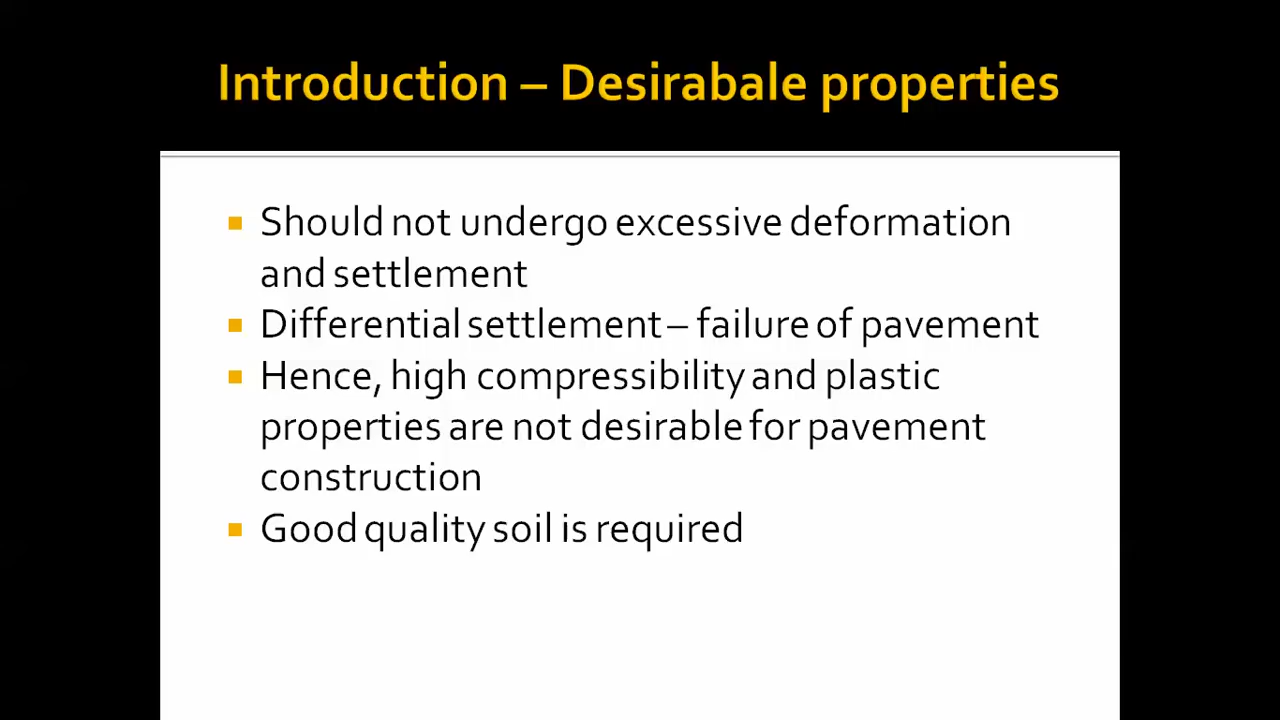 Introduction – Desirabale properties
Should not undergo excessive deformation
and settlement
Differential settlement – failure of pavement
Hence, high compressibility and plastic
properties are not desirable for pavement
construction
Good quality soil is required